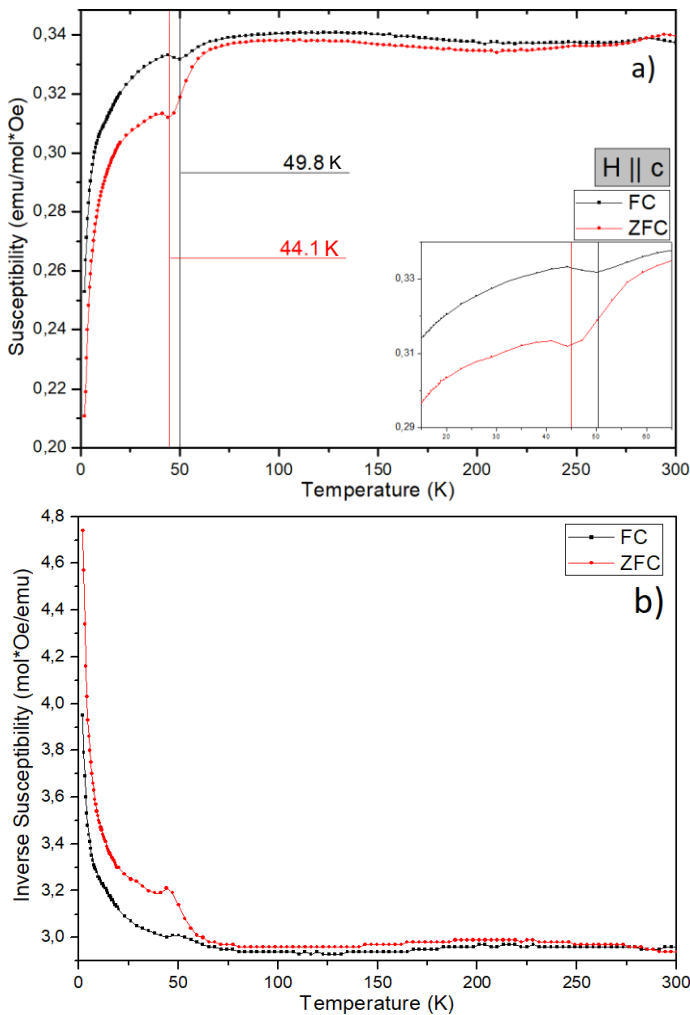 0,34
0,32
0,30
0,28
0,26
0,24
0,22
0,20
Susceptibility (emu/mol*Oe)
a)
49.8 K
44.1 K
H || c
FC
ZFC
0,33
0,31
0,29
20 30 40 50 60
0 50 100 150 200 250 300
Temperature (K)
4,8
4,6
4,4
4,2
4,0
3,8
3,6
3,4
3,2
3,0
Inverse Susceptibility (mol*Oe/emu)
FC
ZFC
b)
0 50 100 150 200 250 300
Temperature (K)